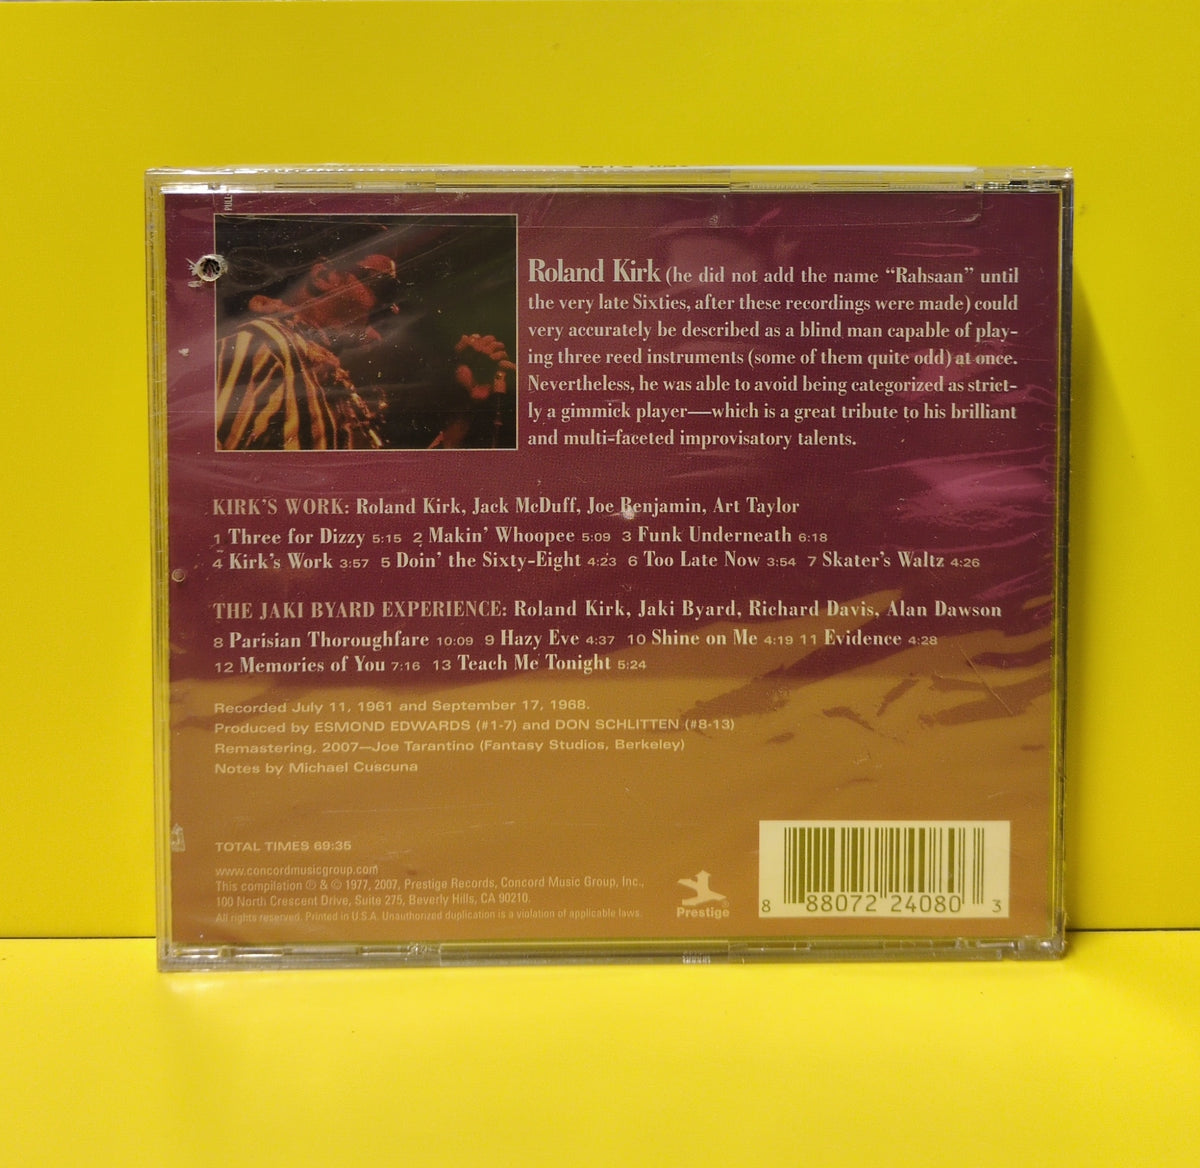 PULL
Roland Kirk (he did not add the name “Rahsaan” until
the very late Sixties, after these recordings were made) could
very accurately be described as a blind man capable of play-
ing three reed instruments (some of them quite odd) at once.
Nevertheless, he was able to avoid being categorized as strict-
ly a gimmick player—which is a great tribute to his brilliant
and multi-faceted improvisatory talents.
KIRK'S WORK: Roland Kirk, Jack McDuff, Joe Benjamin, Art Taylor
1 Three for Dizzy 5:15 2 Makin' Whoopee 5:09 3 Funk Underneath 6:18
4 Kirk's Work 3:57 5 Doin' the Sixty-Eight 4:23 6 Too Late Now 3:54 7 Skater's Waltz 4:26
THE JAKI BYARD EXPERIENCE: Roland Kirk, Jaki Byard, Richard Davis, Alan Dawson
8 Parisian Thoroughfare 10:09 9 Hazy Eve 4:37 10 Shine on Me 4:19 11 Evidence 4:28
12 Memories of You 7:16 13 Teach Me Tonight 5:24
Recorded July 11, 1961 and September 17, 1968.
Produced by ESMOND EDWARDS (#1-7) and DON SCHLITTEN (#8-13)
Remastering, 2007—Joe Tarantino (Fantasy Studios, Berkeley)
Notes by Michael Cuscuna
TOTAL TIMES 69:35
www.concordmusicgroup.com
This compilation ℗ & © 1977, 2007, Prestige Records, Concord Music Group, Inc.,
100 North Crescent Drive, Suite 275, Beverly Hills, CA 90210.
All rights reserved. Printed in U.S.A. Unauthorized duplication is a violation of applicable laws.
Prestige®
8 88072 24080 3